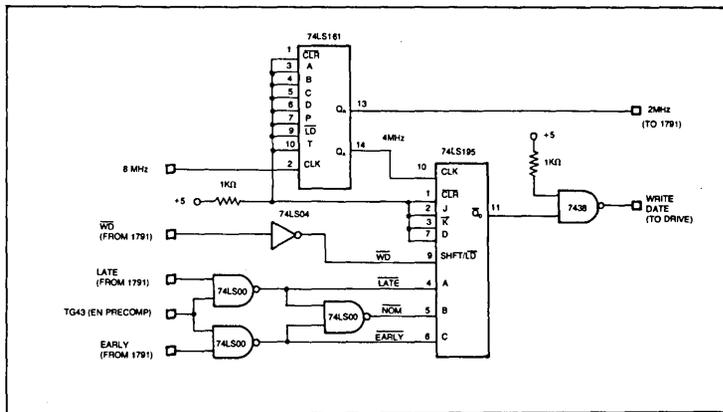 74LS161
1 CLR
3 A
4 B
5 C
6 D
7 P
9 LD
10 T
2 CLK
QA 13
QA 14
2MHz
(TO 1791)
4MHz
8 MHz
1KΩ
+5
74LS195
10 CLK
1 CLR
2 J
3 K
7 D
9 SHFT/LD
4 A
5 B
6 C
QD 11
+5
1KΩ
7438
WRITE
DATE
(TO DRIVE)
74LS04
WD
(FROM 1791)
WD
LATE
(FROM 1791)
74LS00
LATE
TG43 (EN PRECOMP)
74LS00
NOM
74LS00
EARLY
EARLY
(FROM 1791)